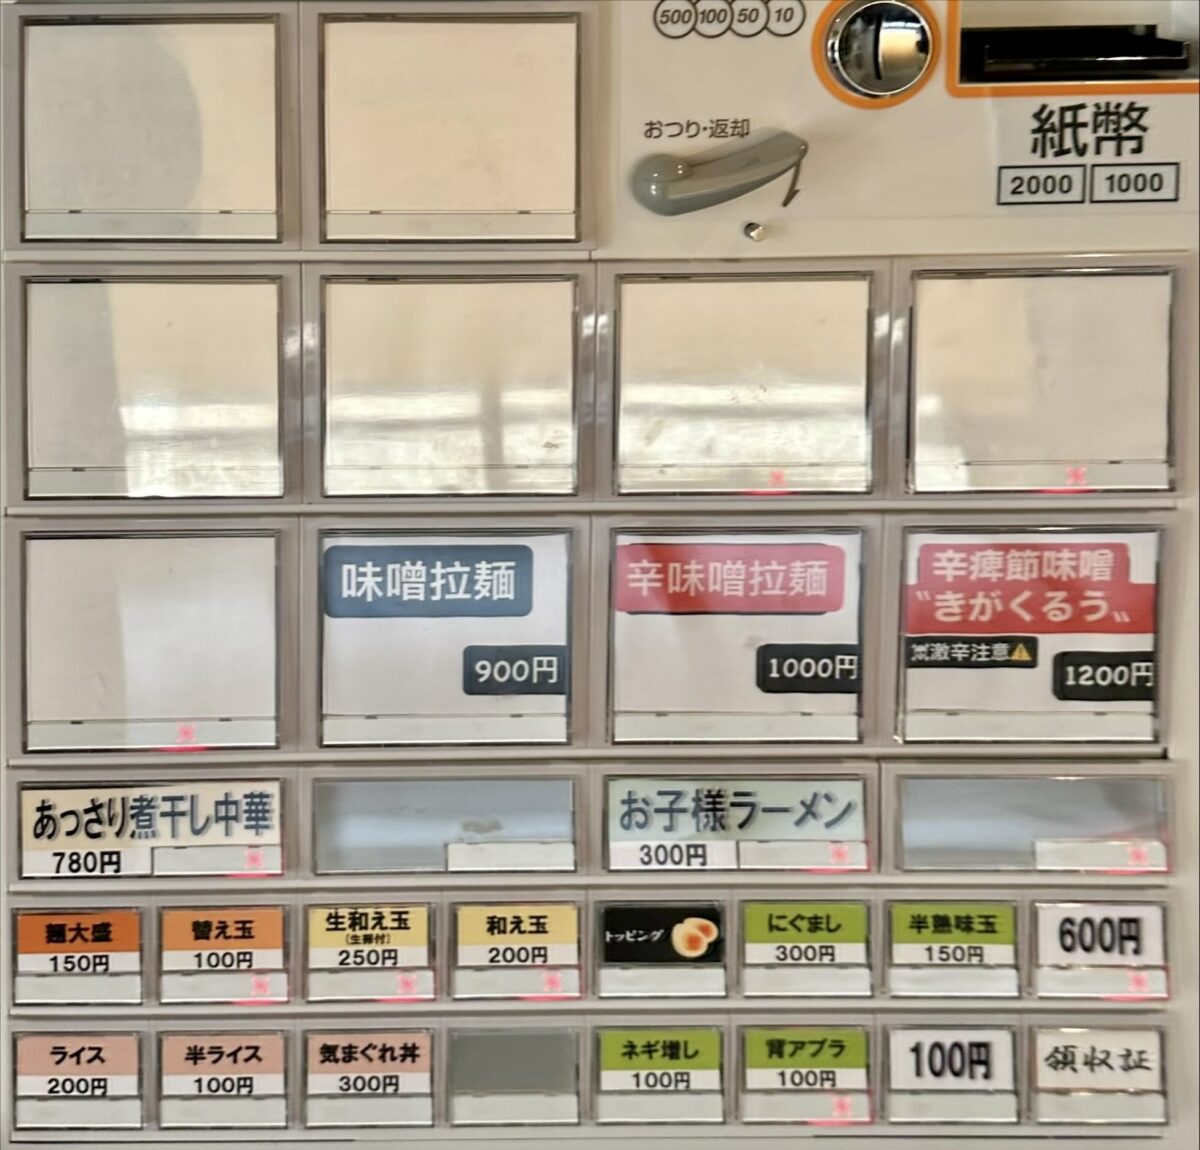 500 100 50 10
おつり・返却
紙幣
2000 1000
味噌拉麺
900円
辛味噌拉麺
1000円
辛痺節味噌
〝きがくるう〟
激辛注意⚠
1200円
あっさり煮干し中華
780円
お子様ラーメン
300円
麺大盛
150円
替え玉
100円
生和え玉
(生卵付)
250円
和え玉
200円
トッピング
にぐまし
300円
半熟味玉
150円
600円
ライス
200円
半ライス
100円
気まぐれ丼
300円
ネギ増し
100円
背アブラ
100円
100円
領収証